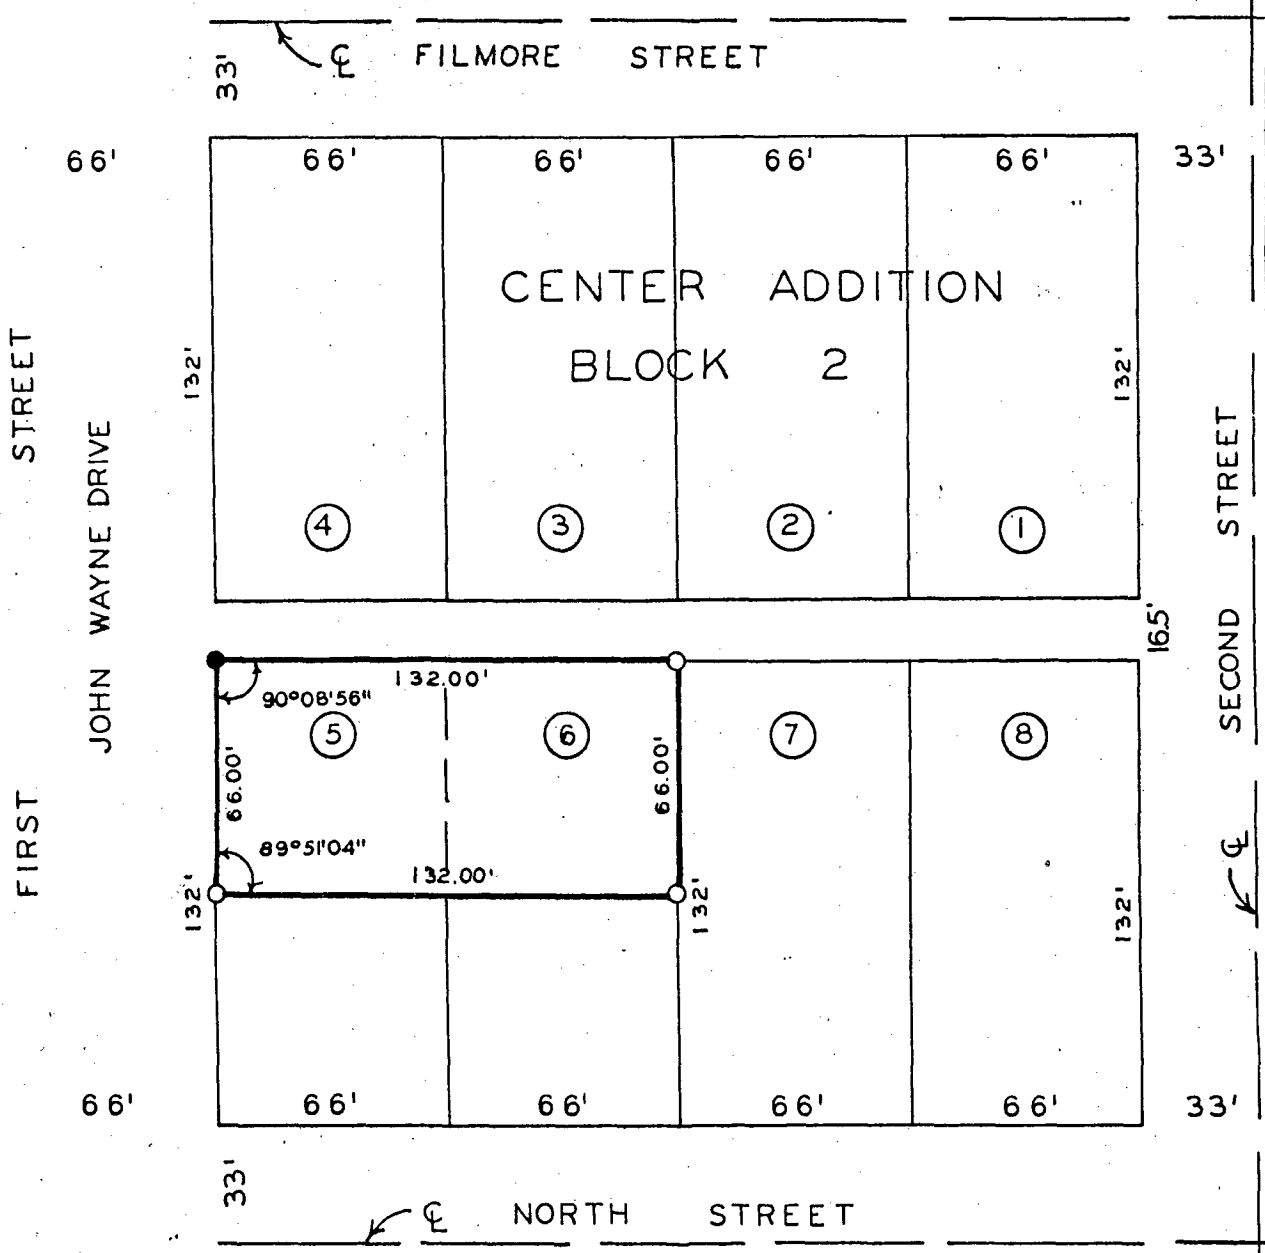 33'
℄ FILMORE STREET
66' 66' 66' 66' 66' 33'
CENTER ADDITION
BLOCK 2
132' 132'
FIRST STREET
JOHN WAYNE DRIVE
SECOND STREET
℄
4 3 2 1
16.5'
132.00'
90°08'56"
5 6 7 8
66.00' 66.00'
89°51'04"
132.00'
132' 132' 132'
66' 66' 66' 66' 66' 33'
33'
℄ NORTH STREET